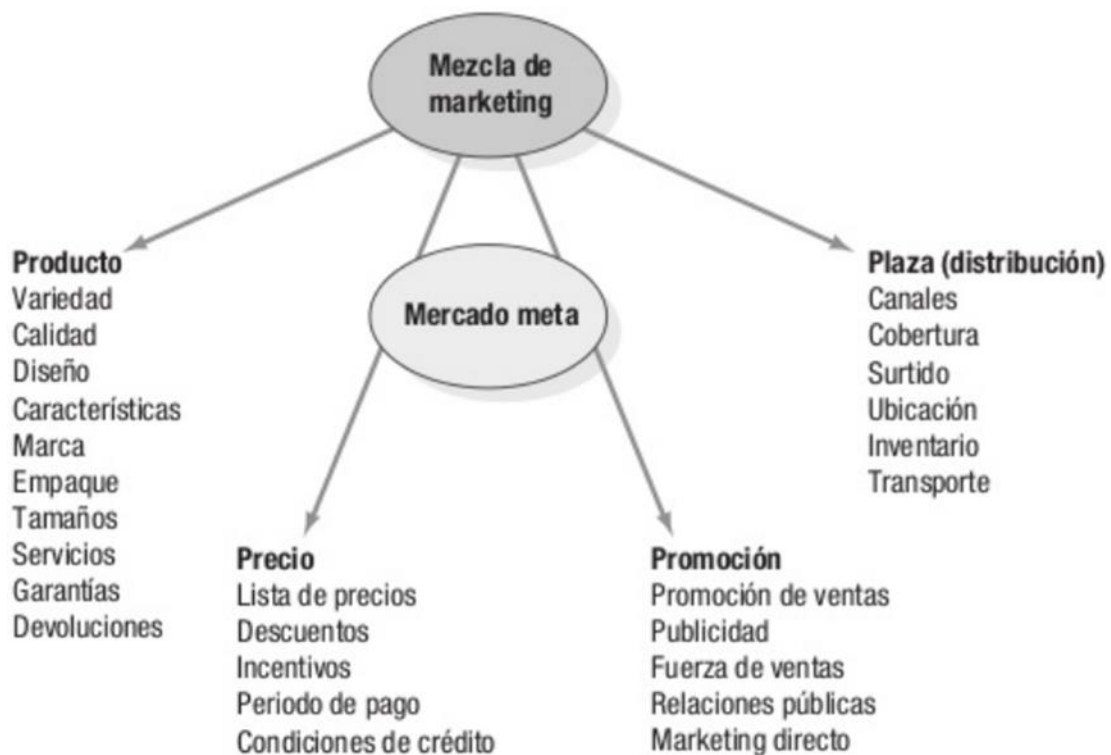 Mezcla de
marketing
Mercado meta
Producto
Variedad
Calidad
Diseño
Características
Marca
Empaque
Tamaños
Servicios
Garantías
Devoluciones
Precio
Lista de precios
Descuentos
Incentivos
Periodo de pago
Condiciones de crédito
Promoción
Promoción de ventas
Publicidad
Fuerza de ventas
Relaciones públicas
Marketing directo
Plaza (distribución)
Canales
Cobertura
Surtido
Ubicación
Inventario
Transporte